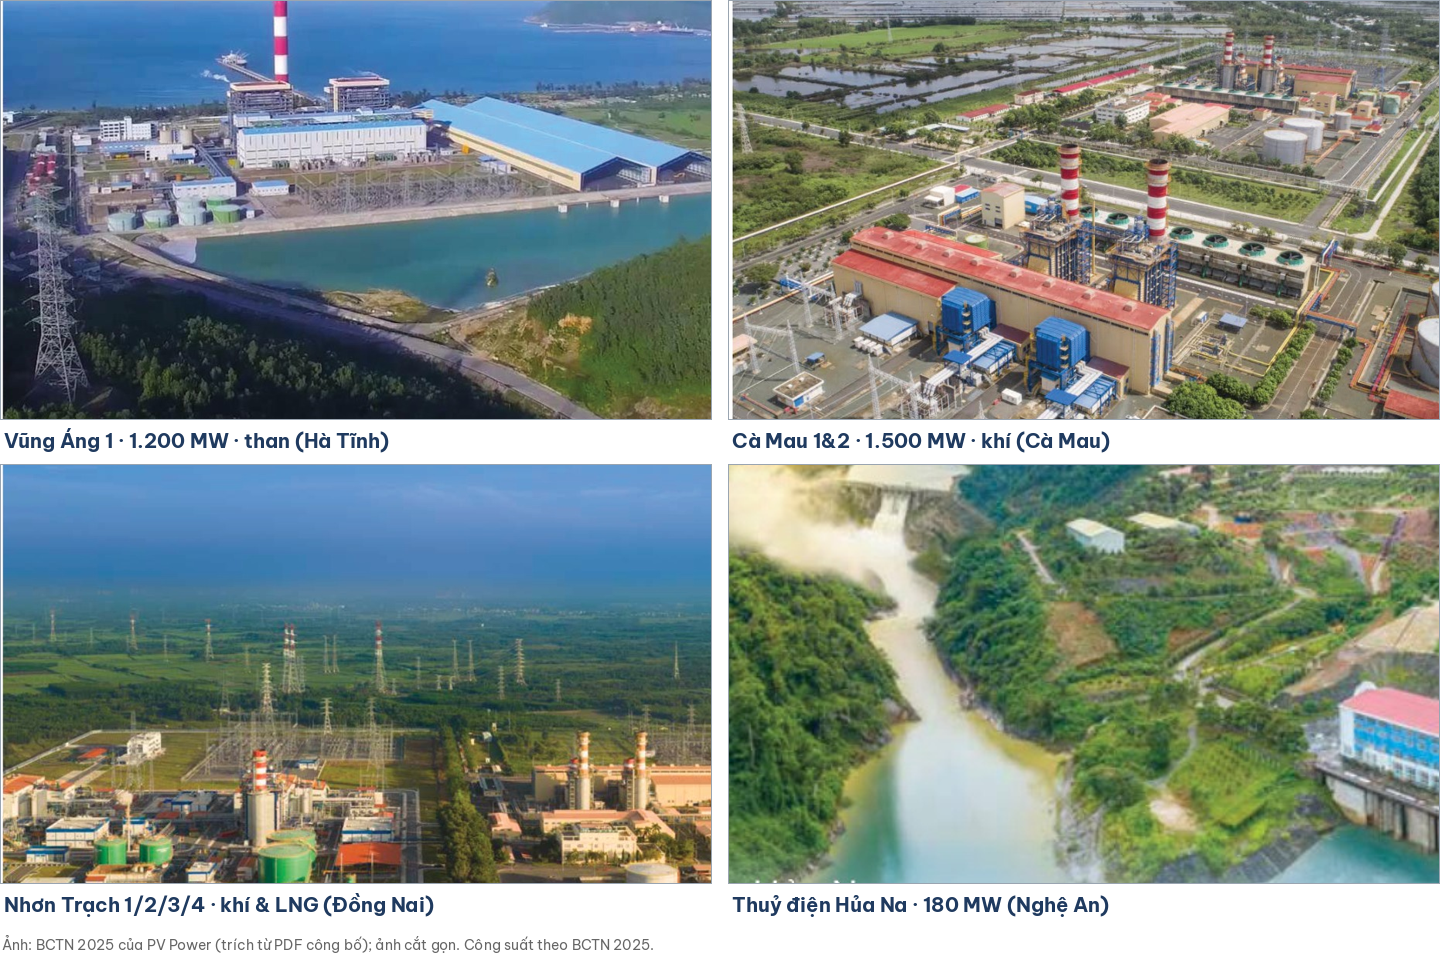 Vũng Áng 1 · 1.200 MW · than (Hà Tĩnh)
Cà Mau 1&2 · 1.500 MW · khí (Cà Mau)
Nhơn Trạch 1/2/3/4 · khí & LNG (Đồng Nai)
Thuỷ điện Hủa Na · 180 MW (Nghệ An)
Ảnh: BCTN 2025 của PV Power (trích từ PDF công bố); ảnh cắt gọn. Công suất theo BCTN 2025.